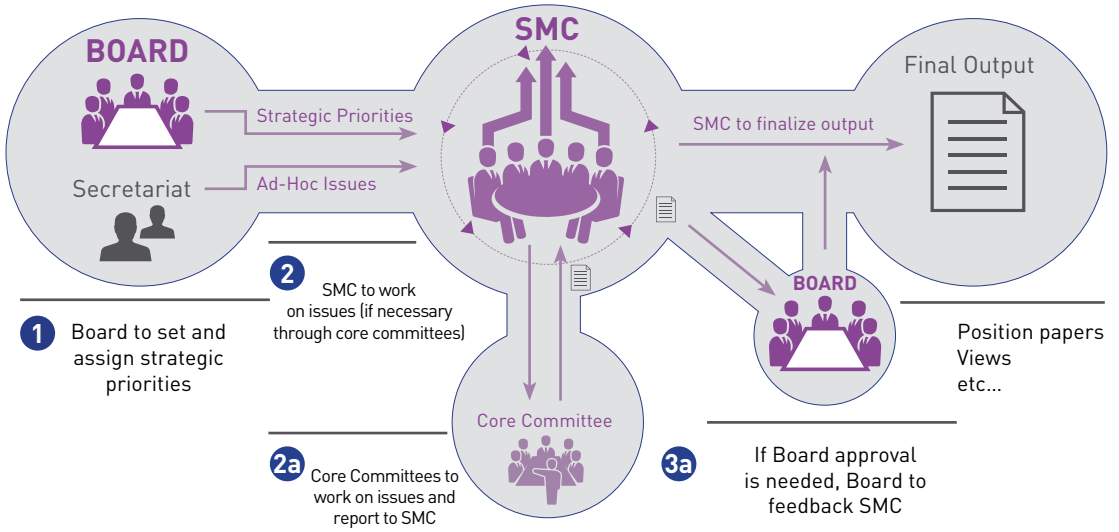 BOARD
Secretariat
Strategic Priorities
Ad-Hoc Issues
SMC
SMC to finalize output
Final Output
1
Board to set and
assign strategic
priorities
2
SMC to work
on issues (if necessary
through core committees)
Core Committee
2a
Core Committees to
work on issues and
report to SMC
BOARD
3a
If Board approval
is needed, Board to
feedback SMC
Position papers
Views
etc...